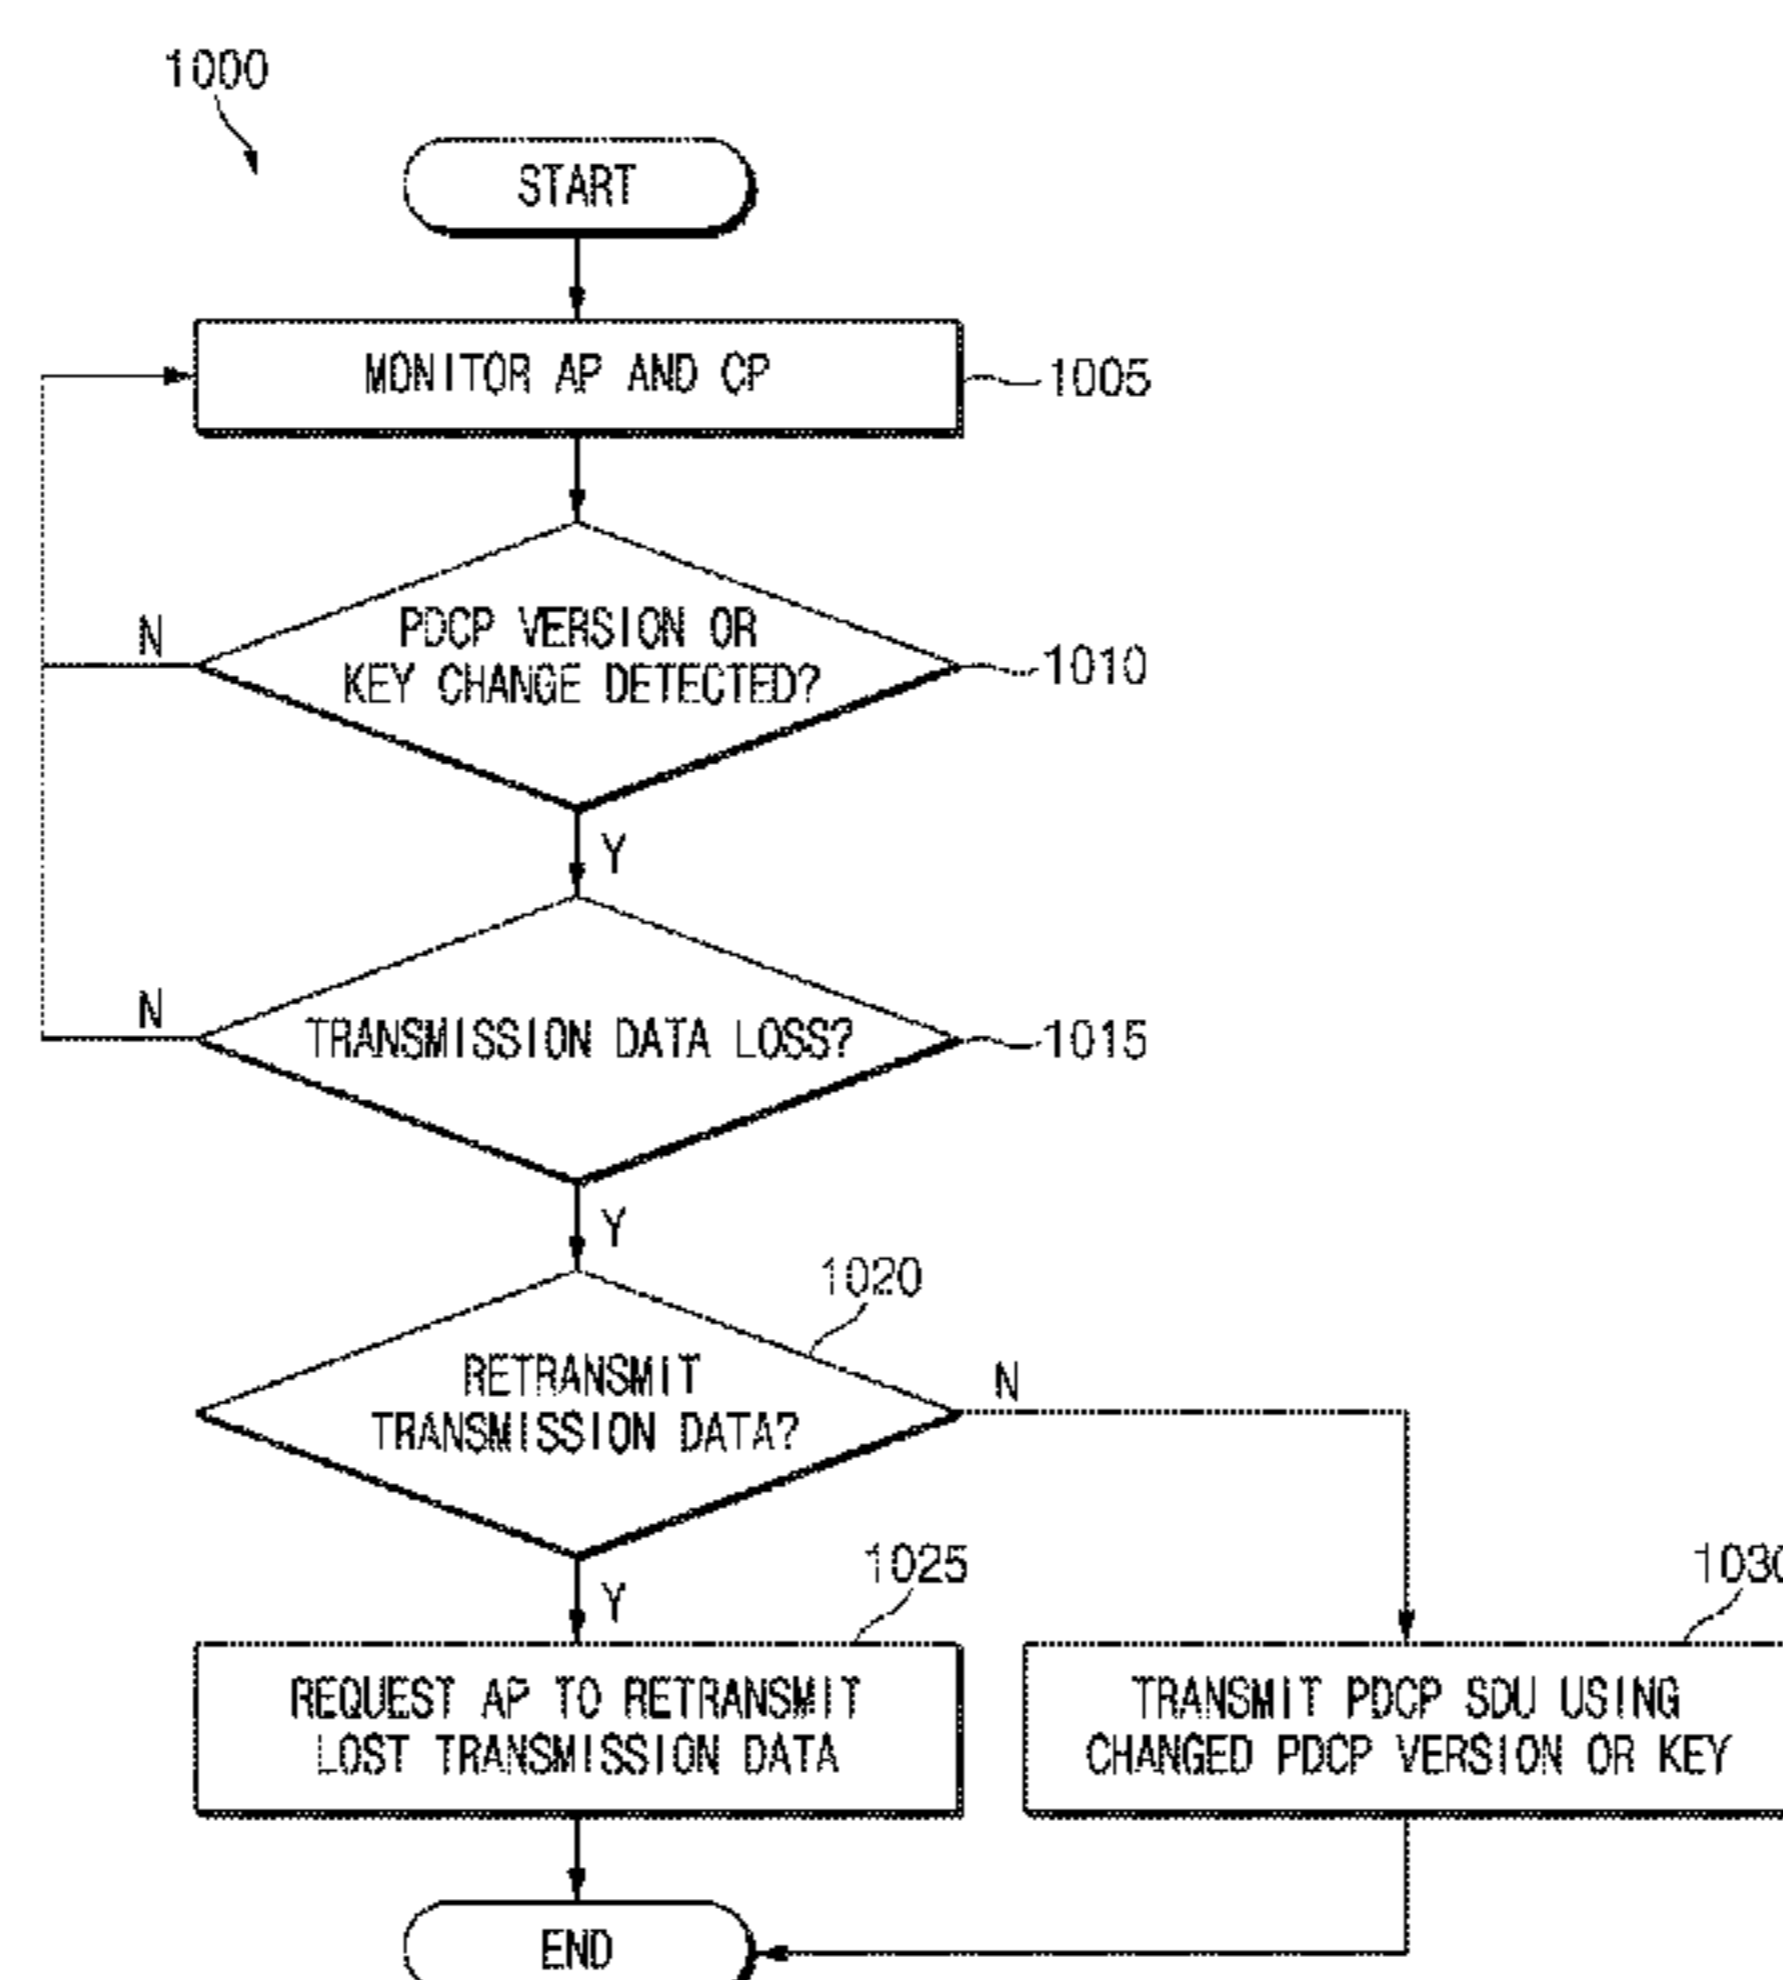 1000
START
MONITOR AP AND CP
1005
N
PDCP VERSION OR
KEY CHANGE DETECTED?
1010
Y
N
TRANSMISSION DATA LOSS?
1015
Y
1020
RETRANSMIT
TRANSMISSION DATA?
N
Y
1025
1030
REQUEST AP TO RETRANSMIT
LOST TRANSMISSION DATA
TRANSMIT PDCP SDU USING
CHANGED PDCP VERSION OR KEY
END